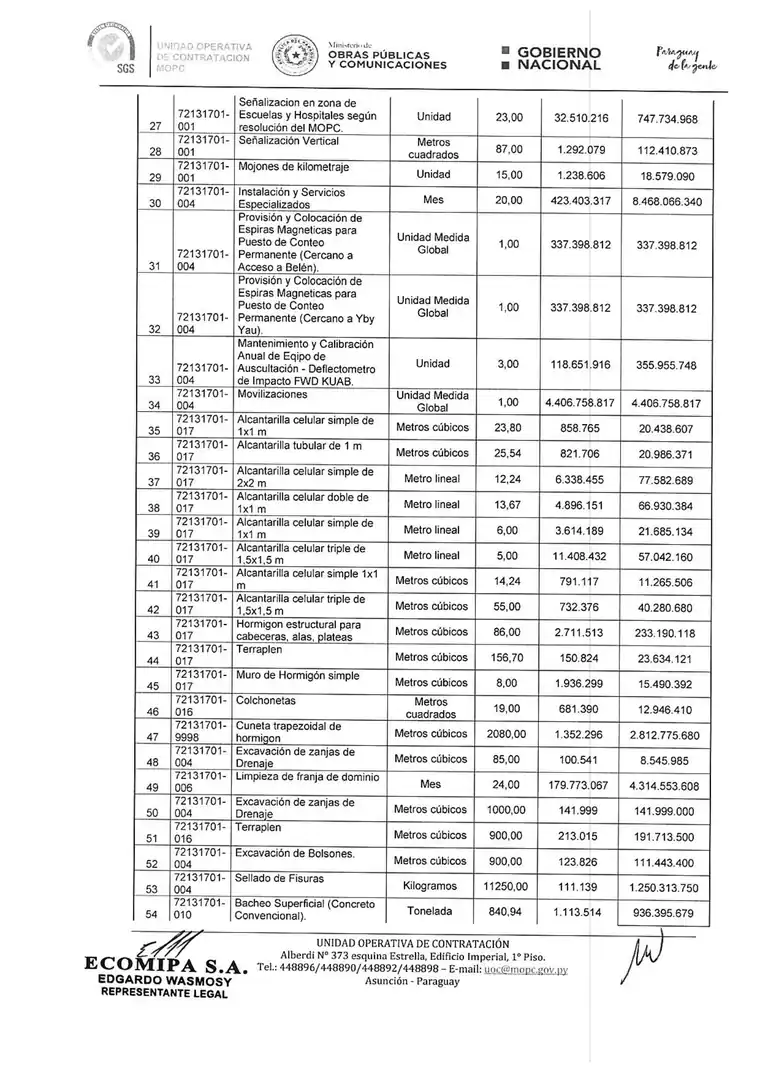 SGS
UNIDAD OPERATIVA
DE CONTRATACION
MOPC
Ministerio de
OBRAS PÚBLICAS
Y COMUNICACIONES
GOBIERNO
NACIONAL
Paraguay
de la gente
27 72131701-001 Señalizacion en zona de Escuelas y Hospitales según resolución del MOPC. Unidad 23,00 32.510.216 747.734.968
28 72131701-001 Señalización Vertical Metros cuadrados 87,00 1.292.079 112.410.873
29 72131701-001 Mojones de kilometraje Unidad 15,00 1.238.606 18.579.090
30 72131701-004 Instalación y Servicios Especializados Mes 20,00 423.403.317 8.468.066.340
31 72131701-004 Provisión y Colocación de Espiras Magneticas para Puesto de Conteo Permanente (Cercano a Acceso a Belén). Unidad Medida Global 1,00 337.398.812 337.398.812
32 72131701-004 Provisión y Colocación de Espiras Magneticas para Puesto de Conteo Permanente (Cercano a Yby Yau). Unidad Medida Global 1,00 337.398.812 337.398.812
33 72131701-004 Mantenimiento y Calibración Anual de Eqipo de Auscultación - Deflectometro de Impacto FWD KUAB. Unidad 3,00 118.651.916 355.955.748
34 72131701-004 Movilizaciones Unidad Medida Global 1,00 4.406.758.817 4.406.758.817
35 72131701-017 Alcantarilla celular simple de 1x1 m Metros cúbicos 23,80 858.765 20.438.607
36 72131701-017 Alcantarilla tubular de 1 m Metros cúbicos 25,54 821.706 20.986.371
37 72131701-017 Alcantarilla celular simple de 2x2 m Metro lineal 12,24 6.338.455 77.582.689
38 72131701-017 Alcantarilla celular doble de 1x1 m Metro lineal 13,67 4.896.151 66.930.384
39 72131701-017 Alcantarilla celular simple de 1x1 m Metro lineal 6,00 3.614.189 21.685.134
40 72131701-017 Alcantarilla celular triple de 1,5x1,5 m Metro lineal 5,00 11.408.432 57.042.160
41 72131701-017 Alcantarilla celular simple 1x1 m Metros cúbicos 14,24 791.117 11.265.506
42 72131701-017 Alcantarilla celular triple de 1,5x1,5 m Metros cúbicos 55,00 732.376 40.280.680
43 72131701-017 Hormigon estructural para cabeceras, alas, plateas Metros cúbicos 86,00 2.711.513 233.190.118
44 72131701-017 Terraplen Metros cúbicos 156,70 150.824 23.634.121
45 72131701-017 Muro de Hormigón simple Metros cúbicos 8,00 1.936.299 15.490.392
46 72131701-016 Colchonetas Metros cuadrados 19,00 681.390 12.946.410
47 72131701-9998 Cuneta trapezoidal de hormigon Metros cúbicos 2080,00 1.352.296 2.812.775.680
48 72131701-004 Excavación de zanjas de Drenaje Metros cúbicos 85,00 100.541 8.545.985
49 72131701-006 Limpieza de franja de dominio Mes 24,00 179.773.067 4.314.553.608
50 72131701-004 Excavación de zanjas de Drenaje Metros cúbicos 1000,00 141.999 141.999.000
51 72131701-016 Terraplen Metros cúbicos 900,00 213.015 191.713.500
52 72131701-004 Excavación de Bolsones. Metros cúbicos 900,00 123.826 111.443.400
53 72131701-004 Sellado de Fisuras Kilogramos 11250,00 111.139 1.250.313.750
54 72131701-010 Bacheo Superficial (Concreto Convencional). Tonelada 840,94 1.113.514 936.395.679
UNIDAD OPERATIVA DE CONTRATACIÓN
Alberdi N° 373 esquina Estrella, Edificio Imperial, 1° Piso.
Tel.: 448896/448890/448892/448898 – E-mail: uoc@mopc.gov.py
Asunción - Paraguay
ECOMIPA S.A.
EDGARDO WASMOSY
REPRESENTANTE LEGAL